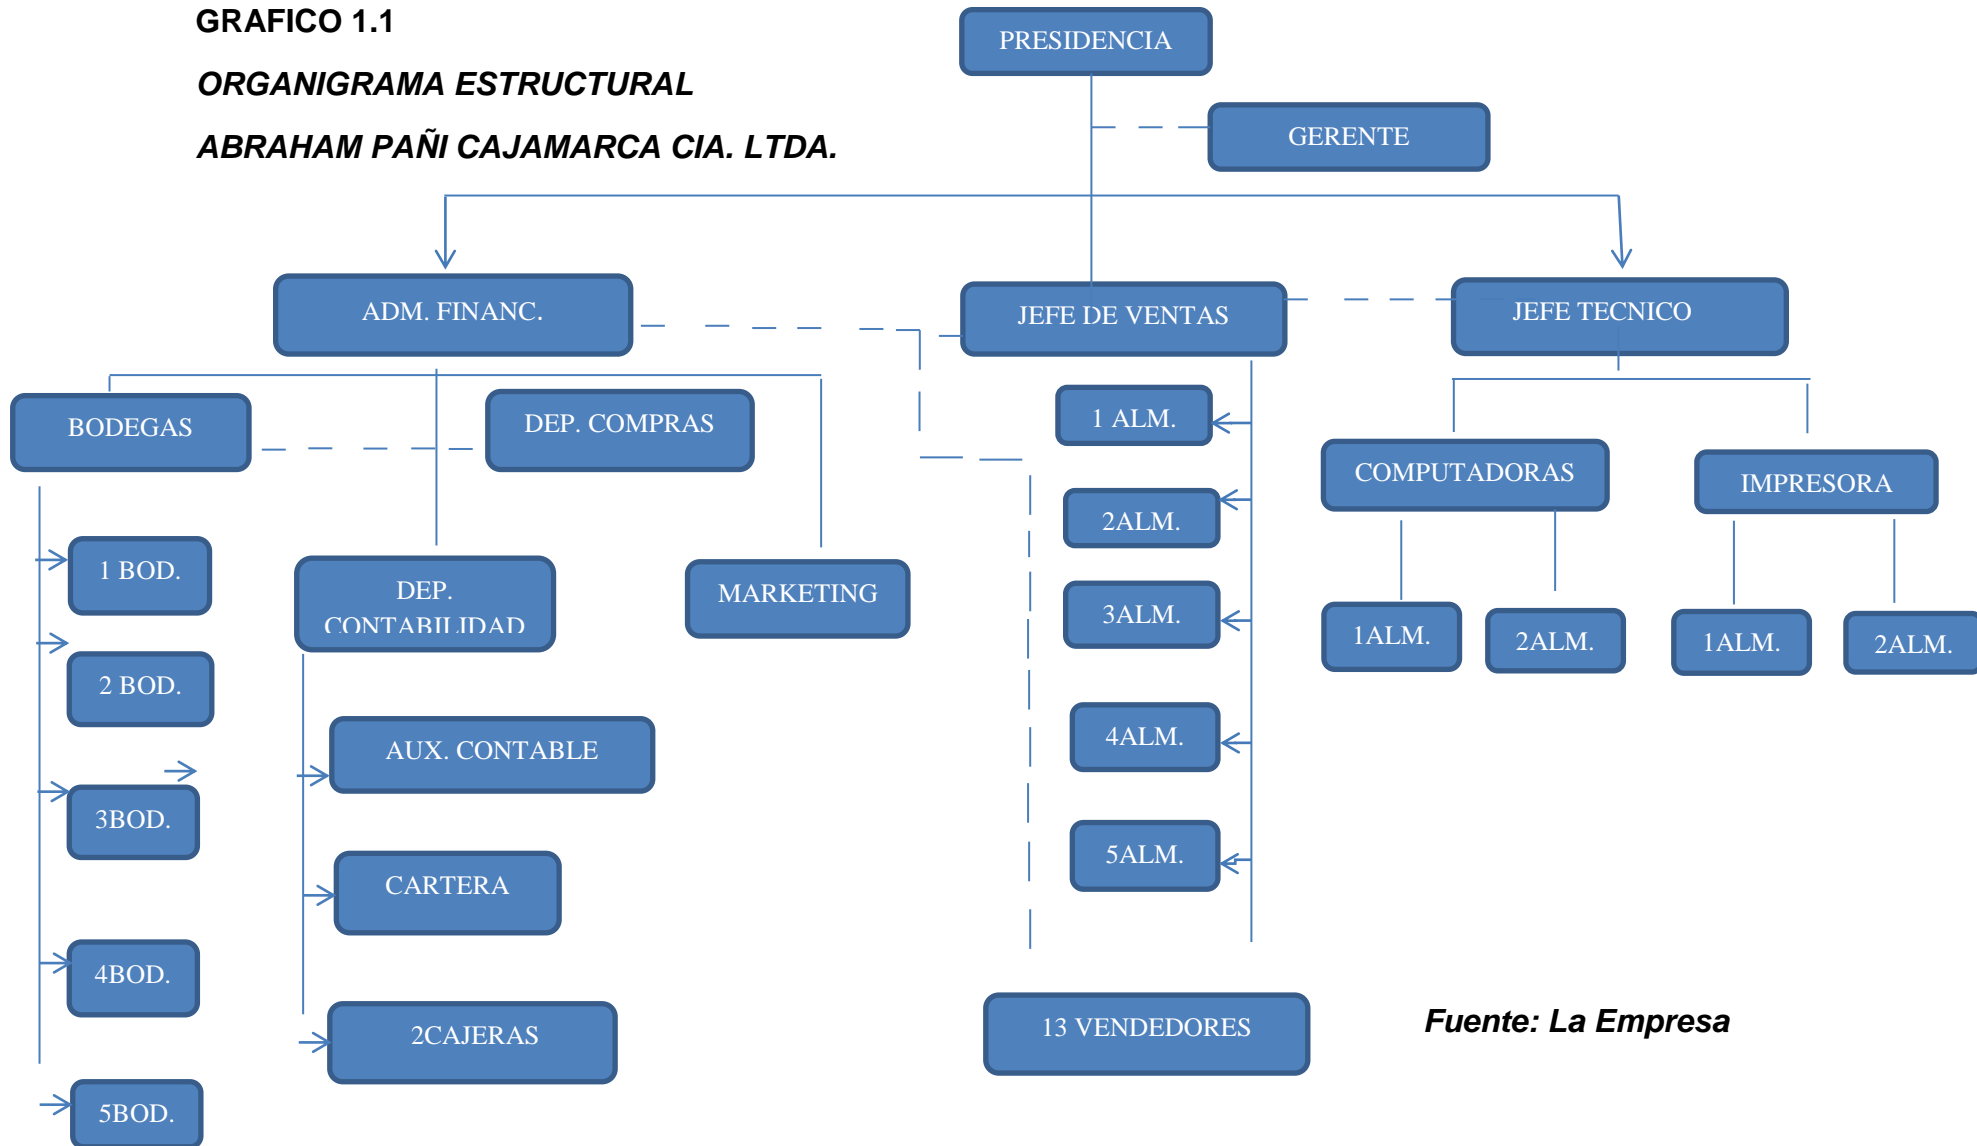 GRAFICO 1.1
ORGANIGRAMA ESTRUCTURAL
ABRAHAM PAÑI CAJAMARCA CIA. LTDA.
PRESIDENCIA
GERENTE
ADM. FINANC.
JEFE DE VENTAS
JEFE TECNICO
BODEGAS
DEP. COMPRAS
1 BOD.
2 BOD.
3BOD.
4BOD.
5BOD.
DEP.
CONTABILIDAD
MARKETING
AUX. CONTABLE
CARTERA
2CAJERAS
1 ALM.
2ALM.
3ALM.
4ALM.
5ALM.
13 VENDEDORES
COMPUTADORAS
IMPRESORA
1ALM.
2ALM.
1ALM.
2ALM.
Fuente: La Empresa